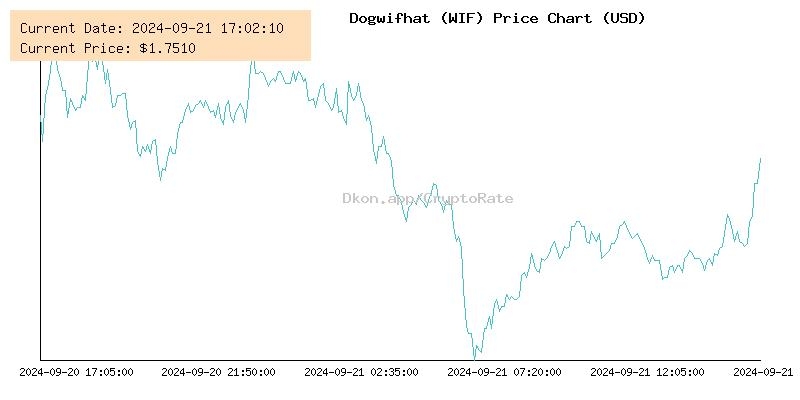 Dogwifhat (WIF) Price Chart (USD)
Current Date: 2024-09-21 17:02:10
Current Price: $1.7510
Dkon.app/CryptoRate
2024-09-20 17:05:00 2024-09-20 21:50:00 2024-09-21 02:35:00 2024-09-21 07:20:00 2024-09-21 12:05:00 2024-09-21